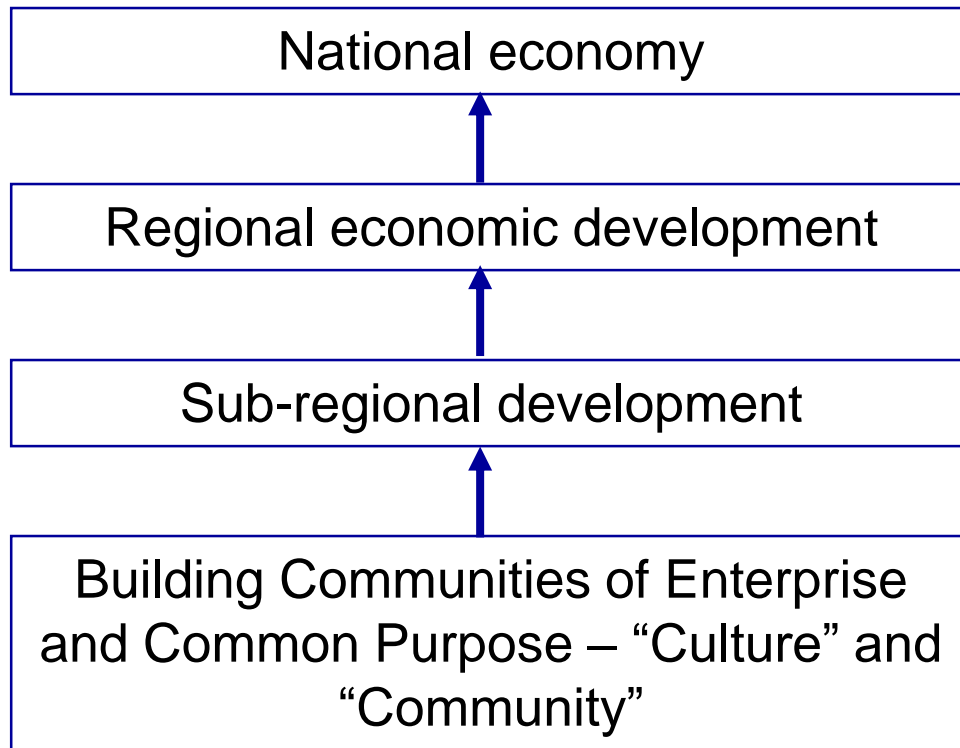 National economy
Regional economic development
Sub-regional development
Building Communities of Enterprise
and Common Purpose – “Culture” and
“Community”